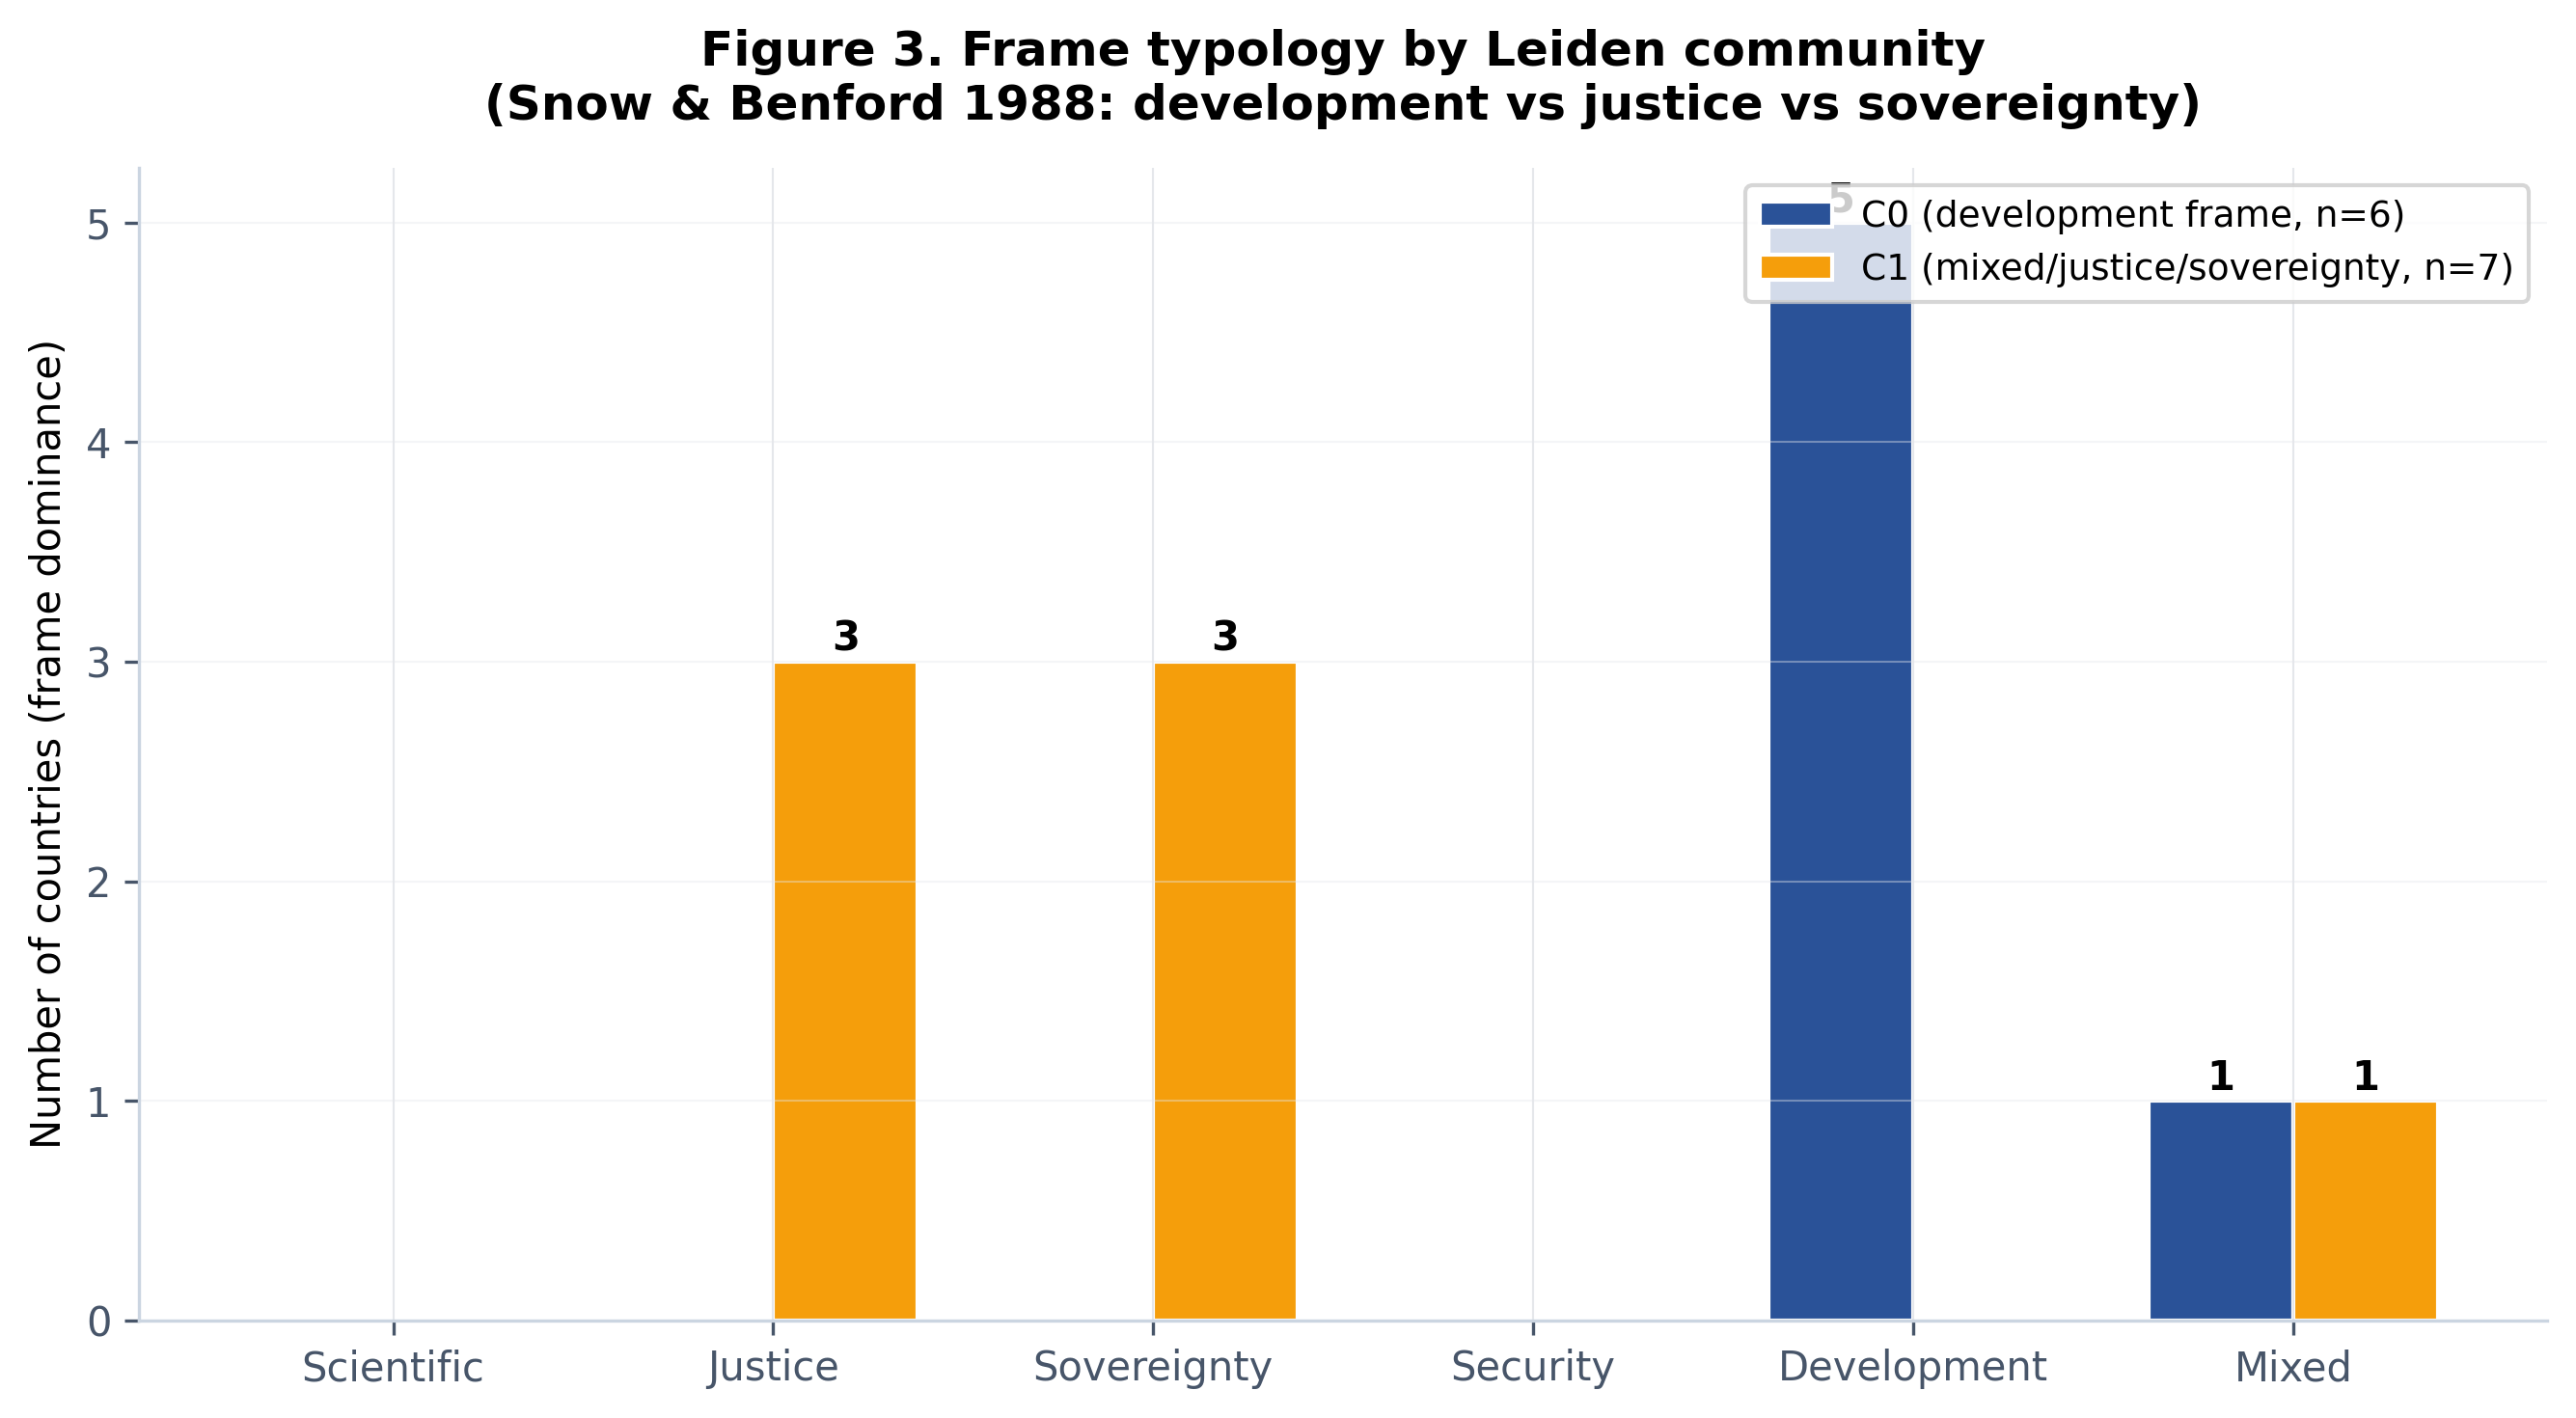 Figure 3. Frame typology by Leiden community
(Snow & Benford 1988: development vs justice vs sovereignty)
Number of countries (frame dominance)
5
4
3
2
1
0
5
3
3
1
1
C0 (development frame, n=6)
C1 (mixed/justice/sovereignty, n=7)
Scientific
Justice
Sovereignty
Security
Development
Mixed